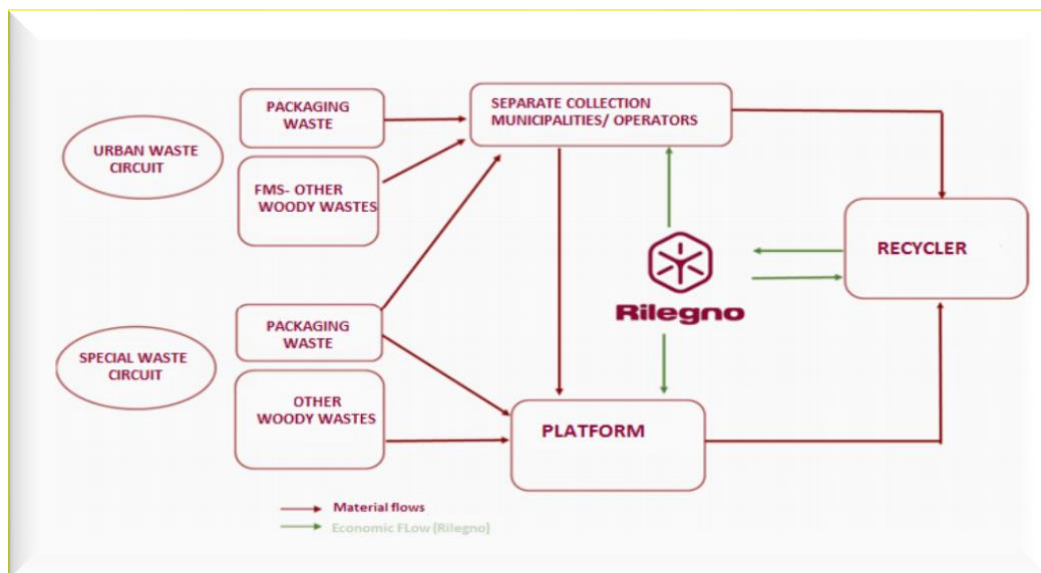 PACKAGING
WASTE
SEPARATE COLLECTION
MUNICIPALITIES/ OPERATORS
URBAN WASTE
CIRCUIT
FMS- OTHER
WOODY WASTES
RECYCLER
Rilegno
PACKAGING
WASTE
SPECIAL WASTE
CIRCUIT
OTHER
WOODY WASTES
PLATFORM
Material flows
Economic FLow (Rilegno)